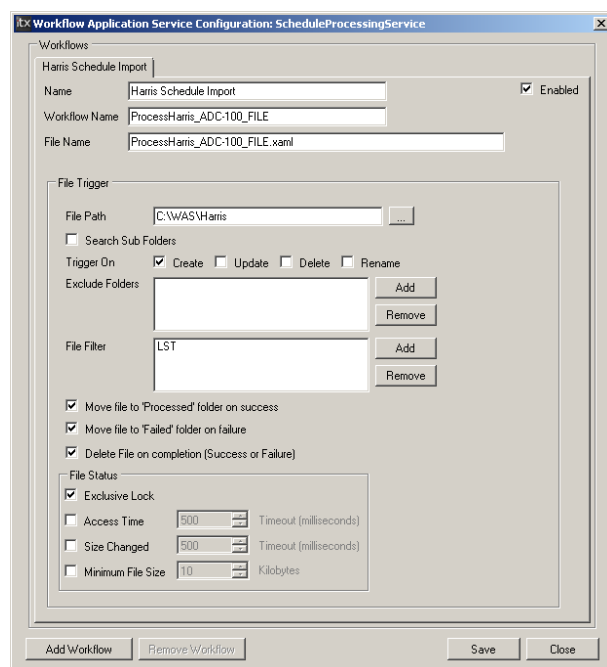 itx Workflow Application Service Configuration: ScheduleProcessingService
Workflows
Harris Schedule Import
Name Harris Schedule Import Enabled
Workflow Name ProcessHarris_ADC-100_FILE
File Name ProcessHarris_ADC-100_FILE.xaml
File Trigger
File Path C:\WAS\Harris ...
Search Sub Folders
Trigger On Create Update Delete Rename
Exclude Folders Add
Remove
File Filter LST Add
Remove
Move file to 'Processed' folder on success
Move file to 'Failed' folder on failure
Delete File on completion (Success or Failure)
File Status
Exclusive Lock
Access Time 500 Timeout (milliseconds)
Size Changed 500 Timeout (milliseconds)
Minimum File Size 10 Kilobytes
Add Workflow Remove Workflow Save Close